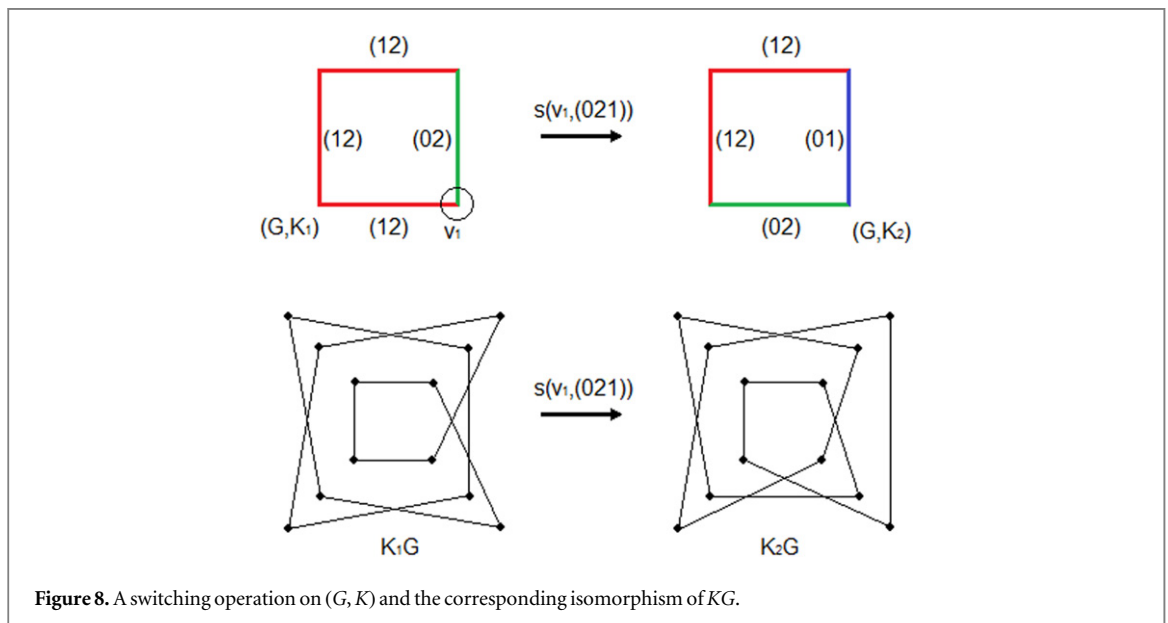 (12)
(12)
s(v₁,(021))
(12)
(02)
(12)
(01)
(G,K₁)
(12)
v₁
(02)
(G,K₂)
s(v₁,(021))
K₁G
K₂G
Figure 8. A switching operation on (G, K) and the corresponding isomorphism of KG.